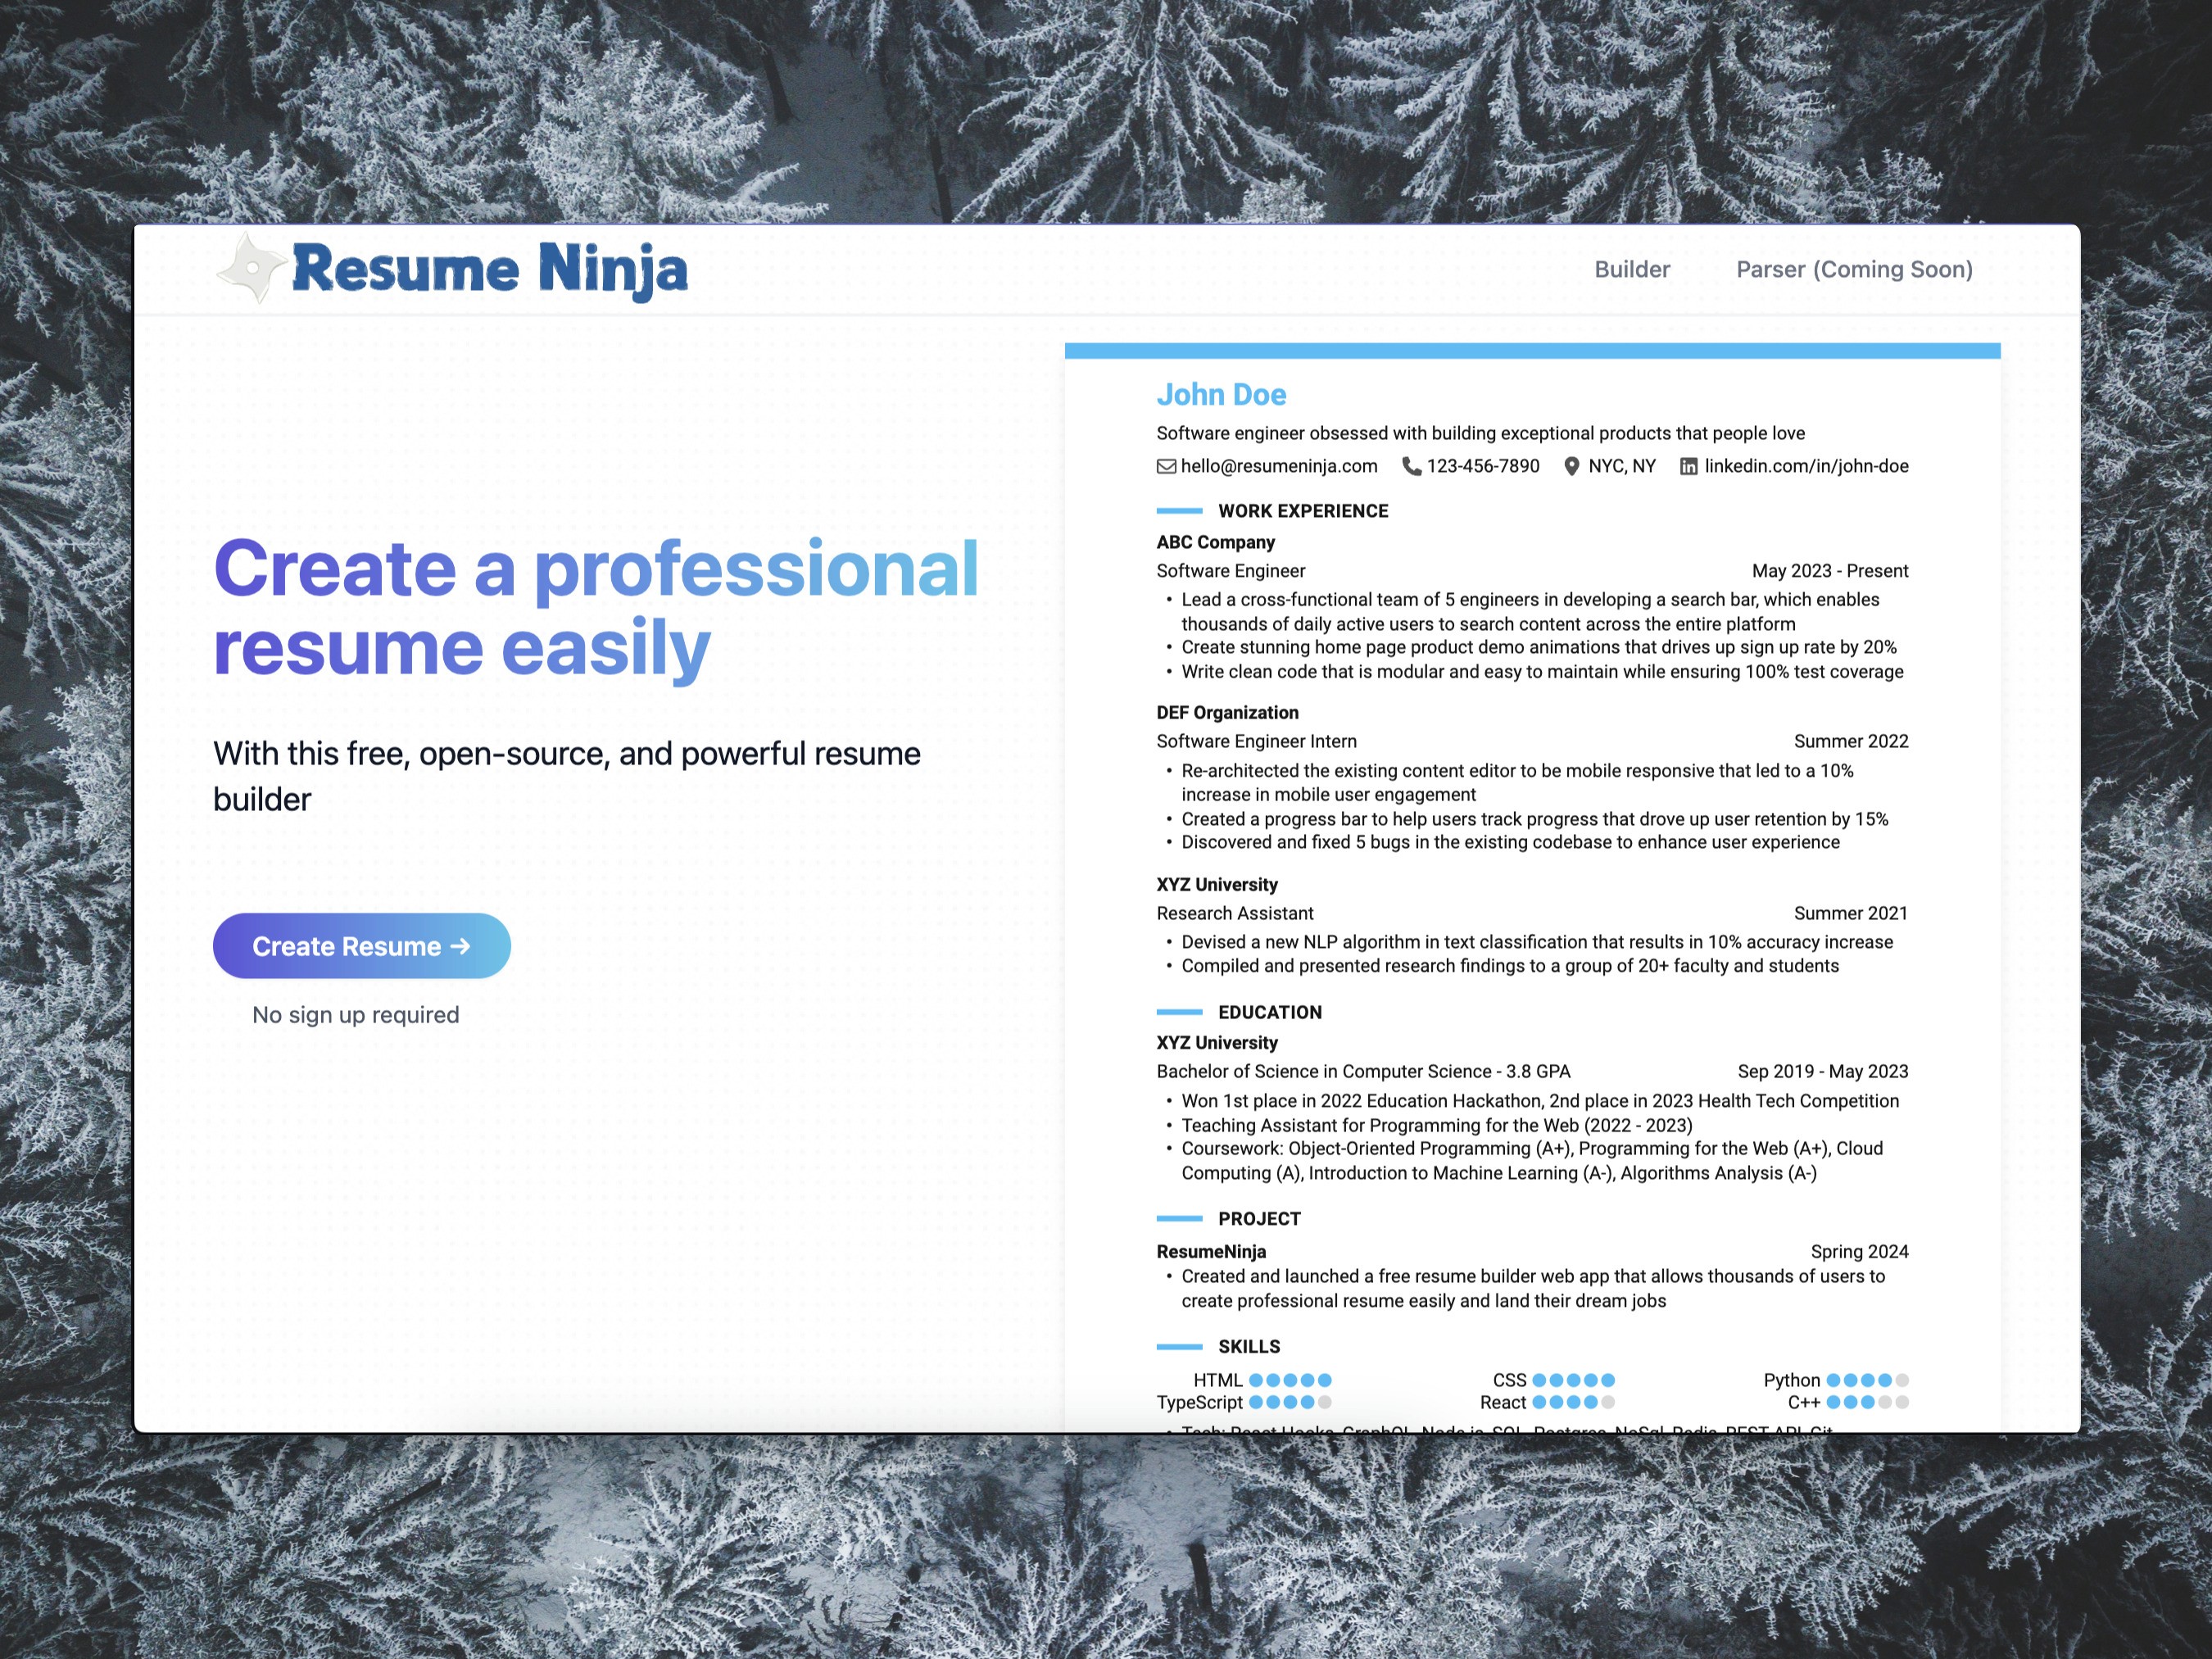 Resume Ninja
Builder
Parser (Coming Soon)
Create a professional
resume easily
With this free, open-source, and powerful resume
builder
Create Resume →
No sign up required
John Doe
Software engineer obsessed with building exceptional products that people love
hello@resumeninja.com 123-456-7890 NYC, NY linkedin.com/in/john-doe
WORK EXPERIENCE
ABC Company
Software Engineer May 2023 - Present
• Lead a cross-functional team of 5 engineers in developing a search bar, which enables
thousands of daily active users to search content across the entire platform
• Create stunning home page product demo animations that drives up sign up rate by 20%
• Write clean code that is modular and easy to maintain while ensuring 100% test coverage
DEF Organization
Software Engineer Intern Summer 2022
• Re-architected the existing content editor to be mobile responsive that led to a 10%
increase in mobile user engagement
• Created a progress bar to help users track progress that drove up user retention by 15%
• Discovered and fixed 5 bugs in the existing codebase to enhance user experience
XYZ University
Research Assistant Summer 2021
• Devised a new NLP algorithm in text classification that results in 10% accuracy increase
• Compiled and presented research findings to a group of 20+ faculty and students
EDUCATION
XYZ University
Bachelor of Science in Computer Science - 3.8 GPA Sep 2019 - May 2023
• Won 1st place in 2022 Education Hackathon, 2nd place in 2023 Health Tech Competition
• Teaching Assistant for Programming for the Web (2022 - 2023)
• Coursework: Object-Oriented Programming (A+), Programming for the Web (A+), Cloud
Computing (A), Introduction to Machine Learning (A-), Algorithms Analysis (A-)
PROJECT
ResumeNinja Spring 2024
• Created and launched a free resume builder web app that allows thousands of users to
create professional resume easily and land their dream jobs
SKILLS
HTML CSS Python
TypeScript React C++
• Tech: React Hooks, GraphQL, Node.js, SQL, Postgres, NoSql, Redis, REST API, Git